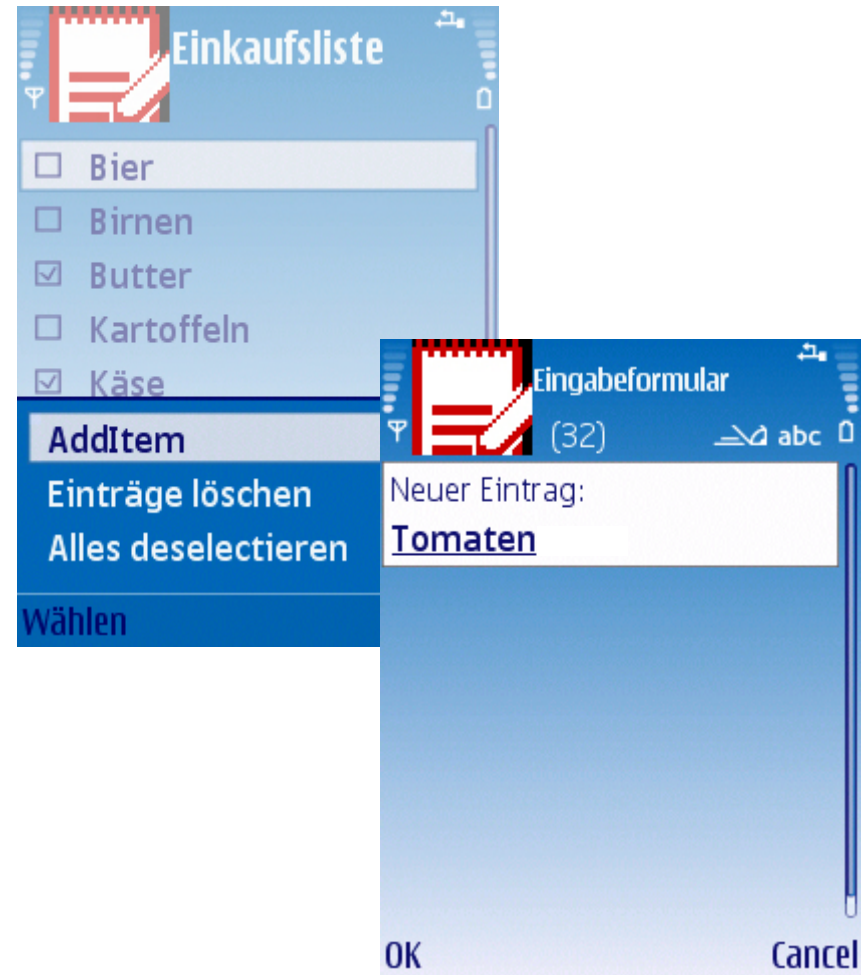 Einkaufsliste
Bier
Birnen
Butter
Kartoffeln
Käse
AddItem
Einträge löschen
Alles deselectieren
Wählen
Eingabeformular
(32) abc
Neuer Eintrag:
Tomaten
OK Cancel